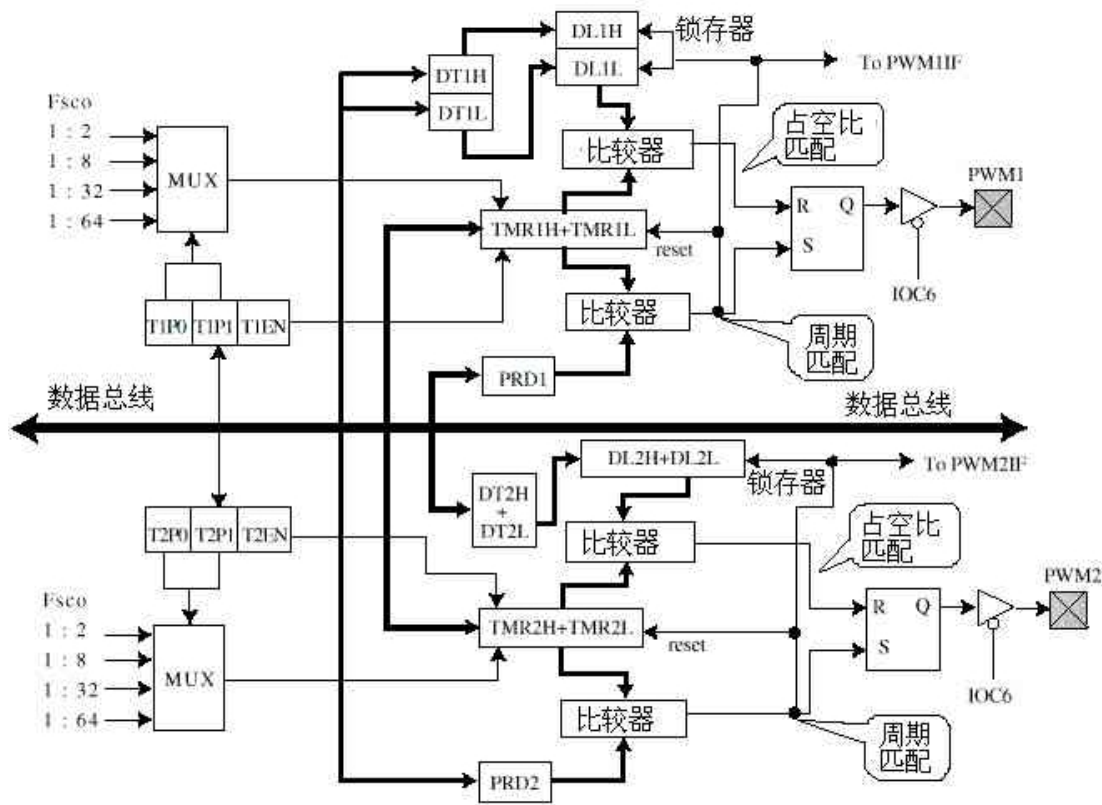 DL1H
锁存器
DL1L
To PWM1IF
DT1H
DT1L
Fsco
1 : 2
1 : 8
1 : 32
1 : 64
MUX
比较器
占空比
匹配
PWM1
R
Q
S
TMR1H+TMR1L
reset
IOC6
T1P0
T1P1
T1EN
比较器
周期
匹配
PRD1
数据总线
数据总线
DL2H+DL2L
锁存器
To PWM2IF
DT2H
+
DT2L
T2P0
T2P1
T2EN
比较器
占空比
匹配
PWM2
Fsco
1 : 2
1 : 8
1 : 32
1 : 64
MUX
R
Q
S
TMR2H+TMR2L
reset
IOC6
比较器
周期
匹配
PRD2